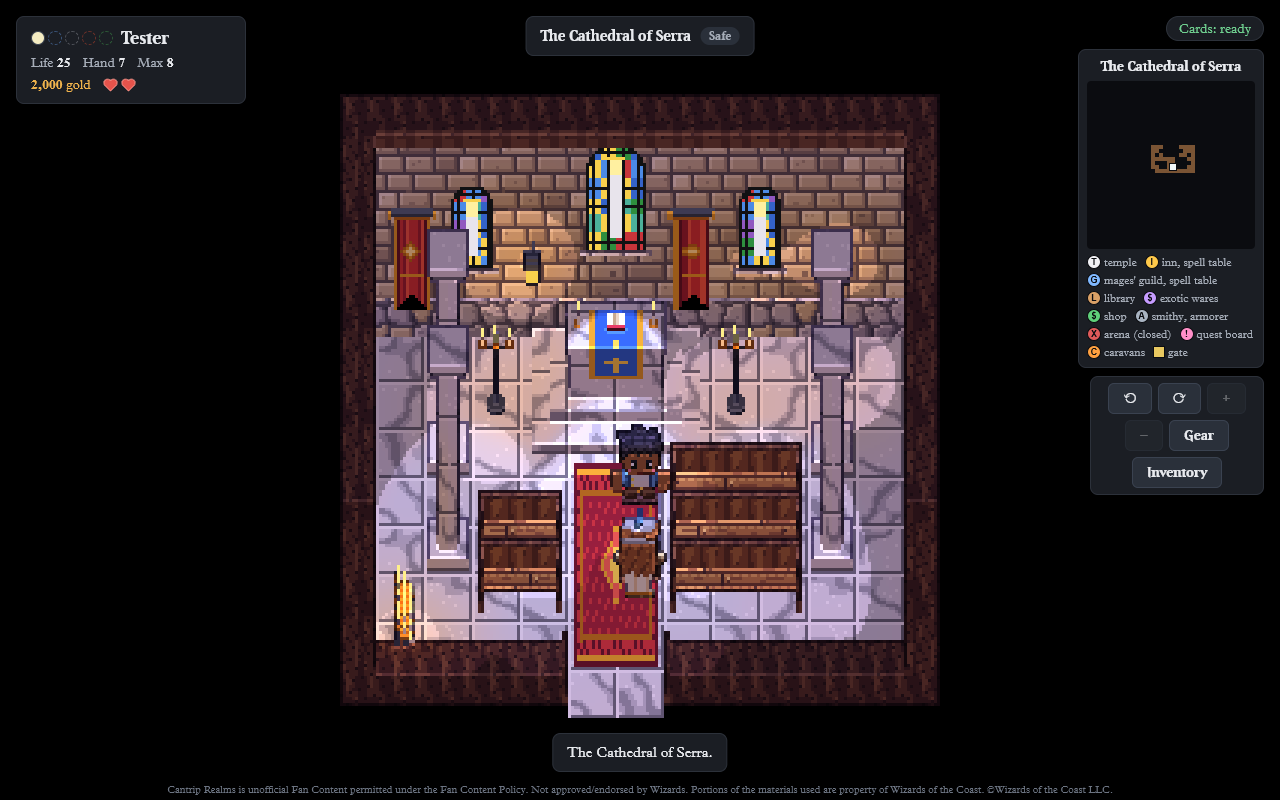 Tester
Life 25 Hand 7 Max 8
2,000 gold
The Cathedral of Serra Safe
Cards: ready
The Cathedral of Serra
T temple I inn, spell table
G mages' guild, spell table
L library S exotic wares
S shop A smithy, armorer
X arena (closed) ! quest board
C caravans gate
+
− Gear
Inventory
The Cathedral of Serra.
Cantrip Realms is unofficial Fan Content permitted under the Fan Content Policy. Not approved/endorsed by Wizards. Portions of the materials used are property of Wizards of the Coast. ©Wizards of the Coast LLC.